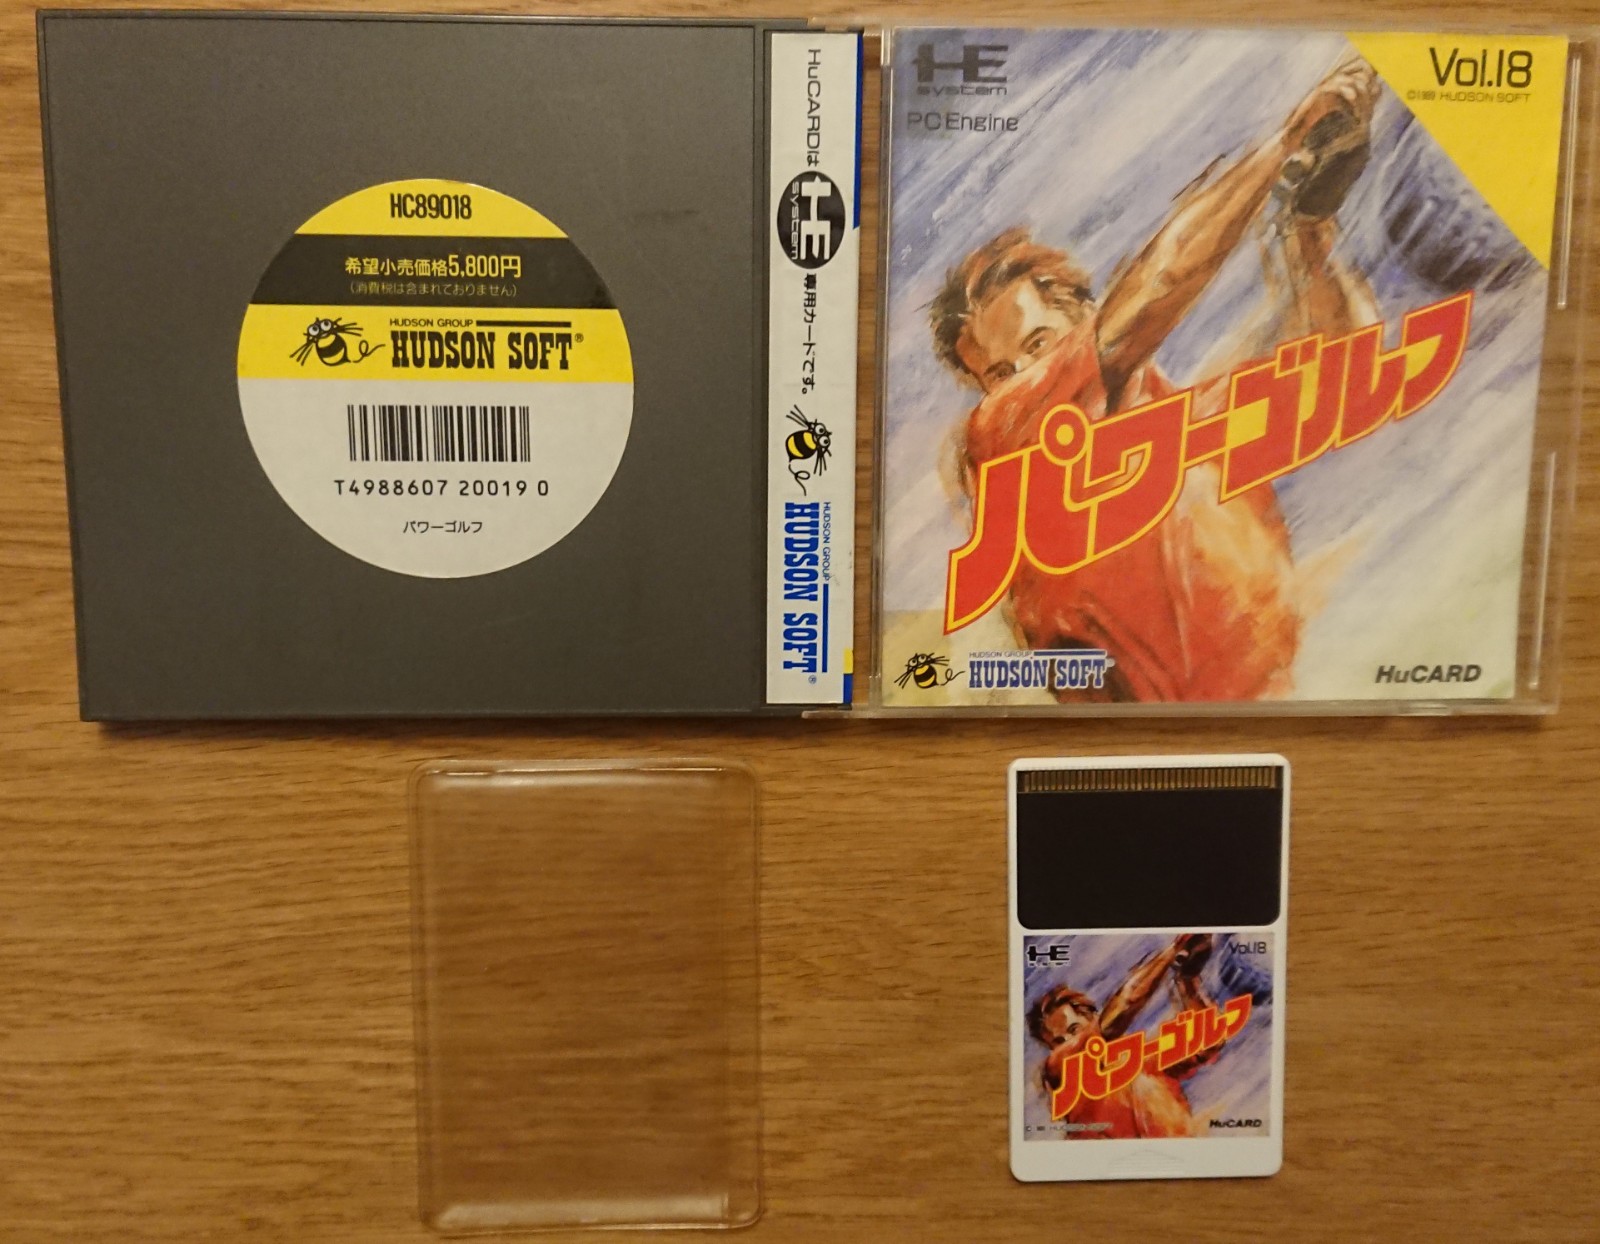 HC89018
希望小売価格5,800円
(消費税は含まれておりません)
HUDSON GROUP
HUDSON SOFT®
T4988607 20019 0
パワーゴルフ
HuCARDは
HE
system
専用カードです。
HUDSON GROUP
HUDSON SOFT®
HE
system
PC Engine
Vol.18
©1989 HUDSON SOFT
パワーゴルフ
HUDSON GROUP
HUDSON SOFT®
HuCARD
HE
system
Vol.18
パワーゴルフ
HUDSON SOFT
HuCARD